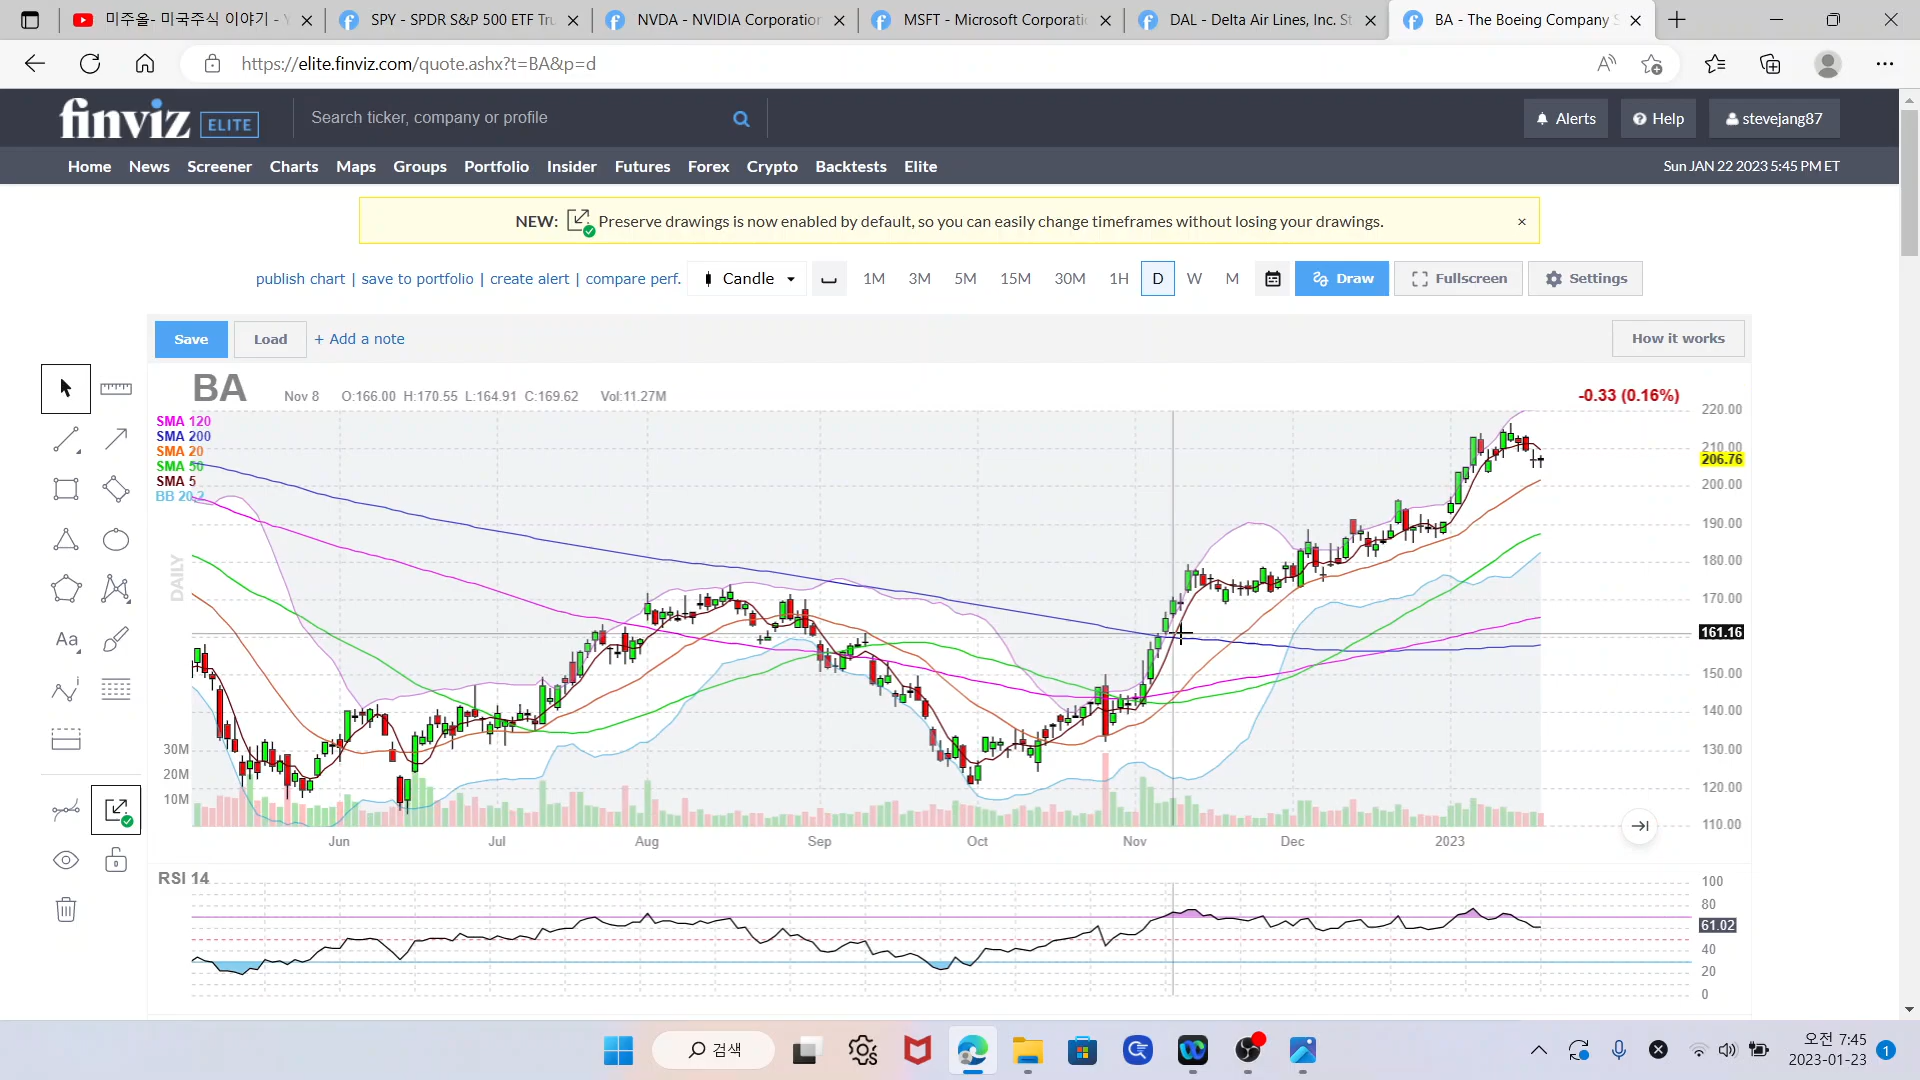 미주욜- 미국주식 이야기 - Y
SPY - SPDR S&P 500 ETF Tru
NVDA - NVIDIA Corporation
MSFT - Microsoft Corporati
DAL - Delta Air Lines, Inc. St
BA - The Boeing Company S
https://elite.finviz.com/quote.ashx?t=BA&p=d
finviz ELITE
Search ticker, company or profile
Alerts
Help
stevejang87
Home News Screener Charts Maps Groups Portfolio Insider Futures Forex Crypto Backtests Elite
Sun JAN 22 2023 5:45 PM ET
NEW: Preserve drawings is now enabled by default, so you can easily change timeframes without losing your drawings. ×
publish chart | save to portfolio | create alert | compare perf.
Candle
1M 3M 5M 15M 30M 1H D W M
Draw
Fullscreen
Settings
Save
Load
+ Add a note
How it works
BA
Nov 8 O:166.00 H:170.55 L:164.91 C:169.62 Vol:11.27M
-0.33 (0.16%)
SMA 120
SMA 200
SMA 20
SMA 50
SMA 5
BB 20,2
DAILY
Aa
220.00
210.00
206.76
200.00
190.00
180.00
170.00
161.16
150.00
140.00
130.00
120.00
110.00
30M
20M
10M
Jun Jul Aug Sep Oct Nov Dec 2023
RSI 14
100
80
61.02
40
20
0
검색
오전 7:45
2023-01-23
1